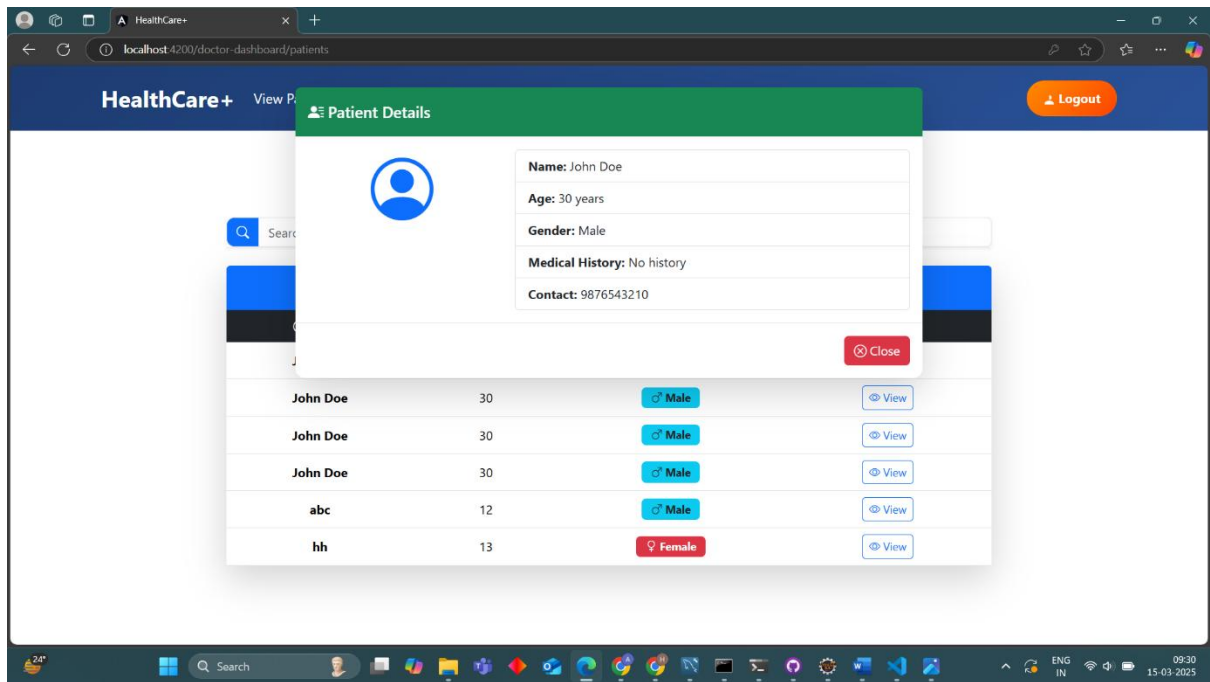 HealthCare+
localhost:4200/doctor-dashboard/patients
HealthCare+ View Logout
Patient Details
Name: John Doe
Age: 30 years
Gender: Male
Medical History: No history
Contact: 9876543210
Close
John Doe 30 Male View
John Doe 30 Male View
John Doe 30 Male View
abc 12 Male View
hh 13 Female View
24°
Search
ENG
IN
09:30
15-03-2025